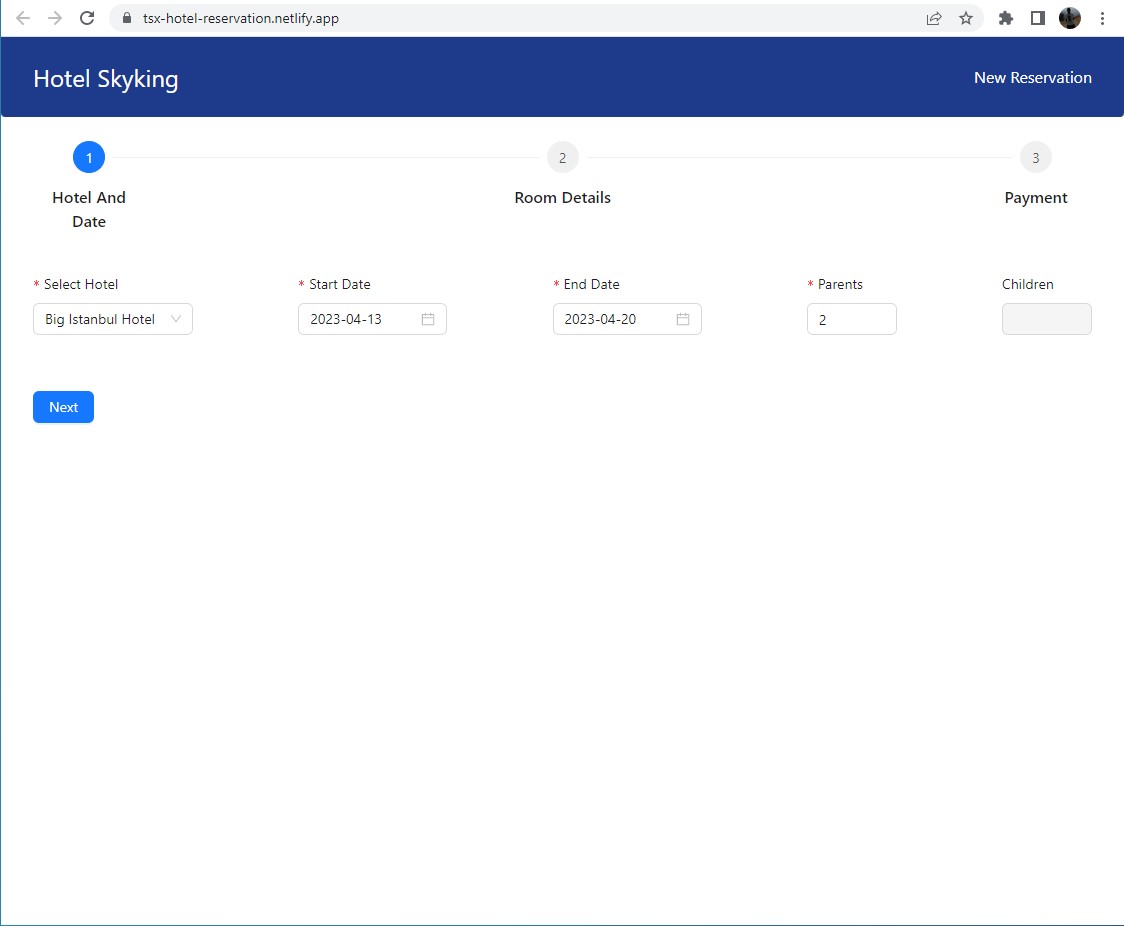 tsx-hotel-reservation.netlify.app
Hotel Skyking
New Reservation
1
2
3
Hotel And
Date
Room Details
Payment
* Select Hotel
* Start Date
* End Date
* Parents
Children
Big Istanbul Hotel
2023-04-13
2023-04-20
2
Next